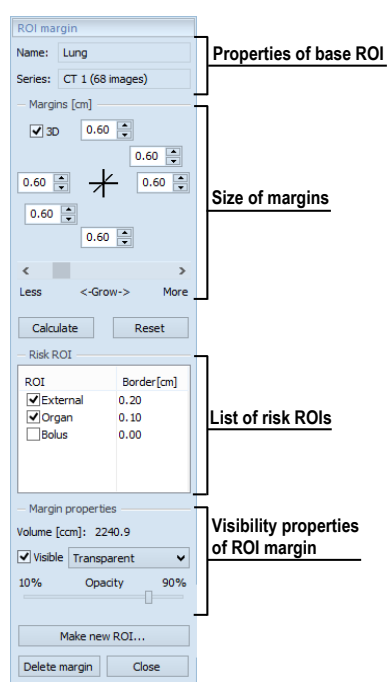 ROI margin
Name: Lung
Properties of base ROI
Series: CT 1 (68 images)
Margins [cm]
3D 0.60
0.60
0.60 0.60
Size of margins
0.60
0.60
< >
Less <-Grow-> More
Calculate Reset
Risk ROI
ROI Border[cm]
External 0.20
Organ 0.10
List of risk ROIs
Bolus 0.00
Margin properties
Volume [ccm]: 2240.9
Visibility properties
of ROI margin
Visible Transparent
10% Opacity 90%
Make new ROI...
Delete margin Close